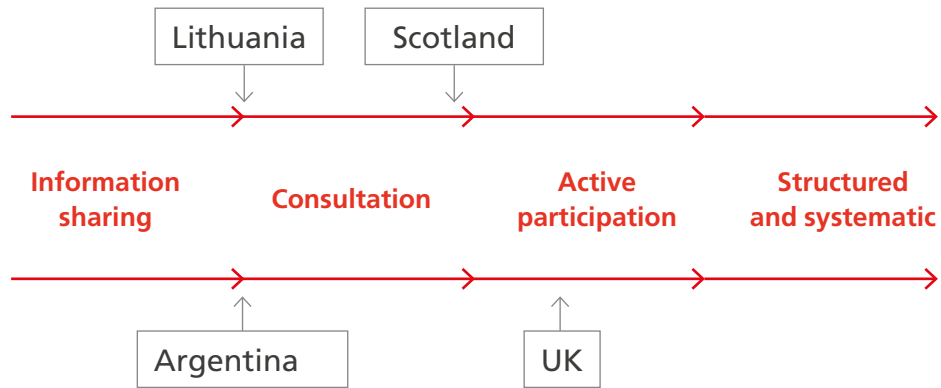 Lithuania
Scotland
Information
sharing
Consultation
Active
participation
Structured
and systematic
Argentina
UK